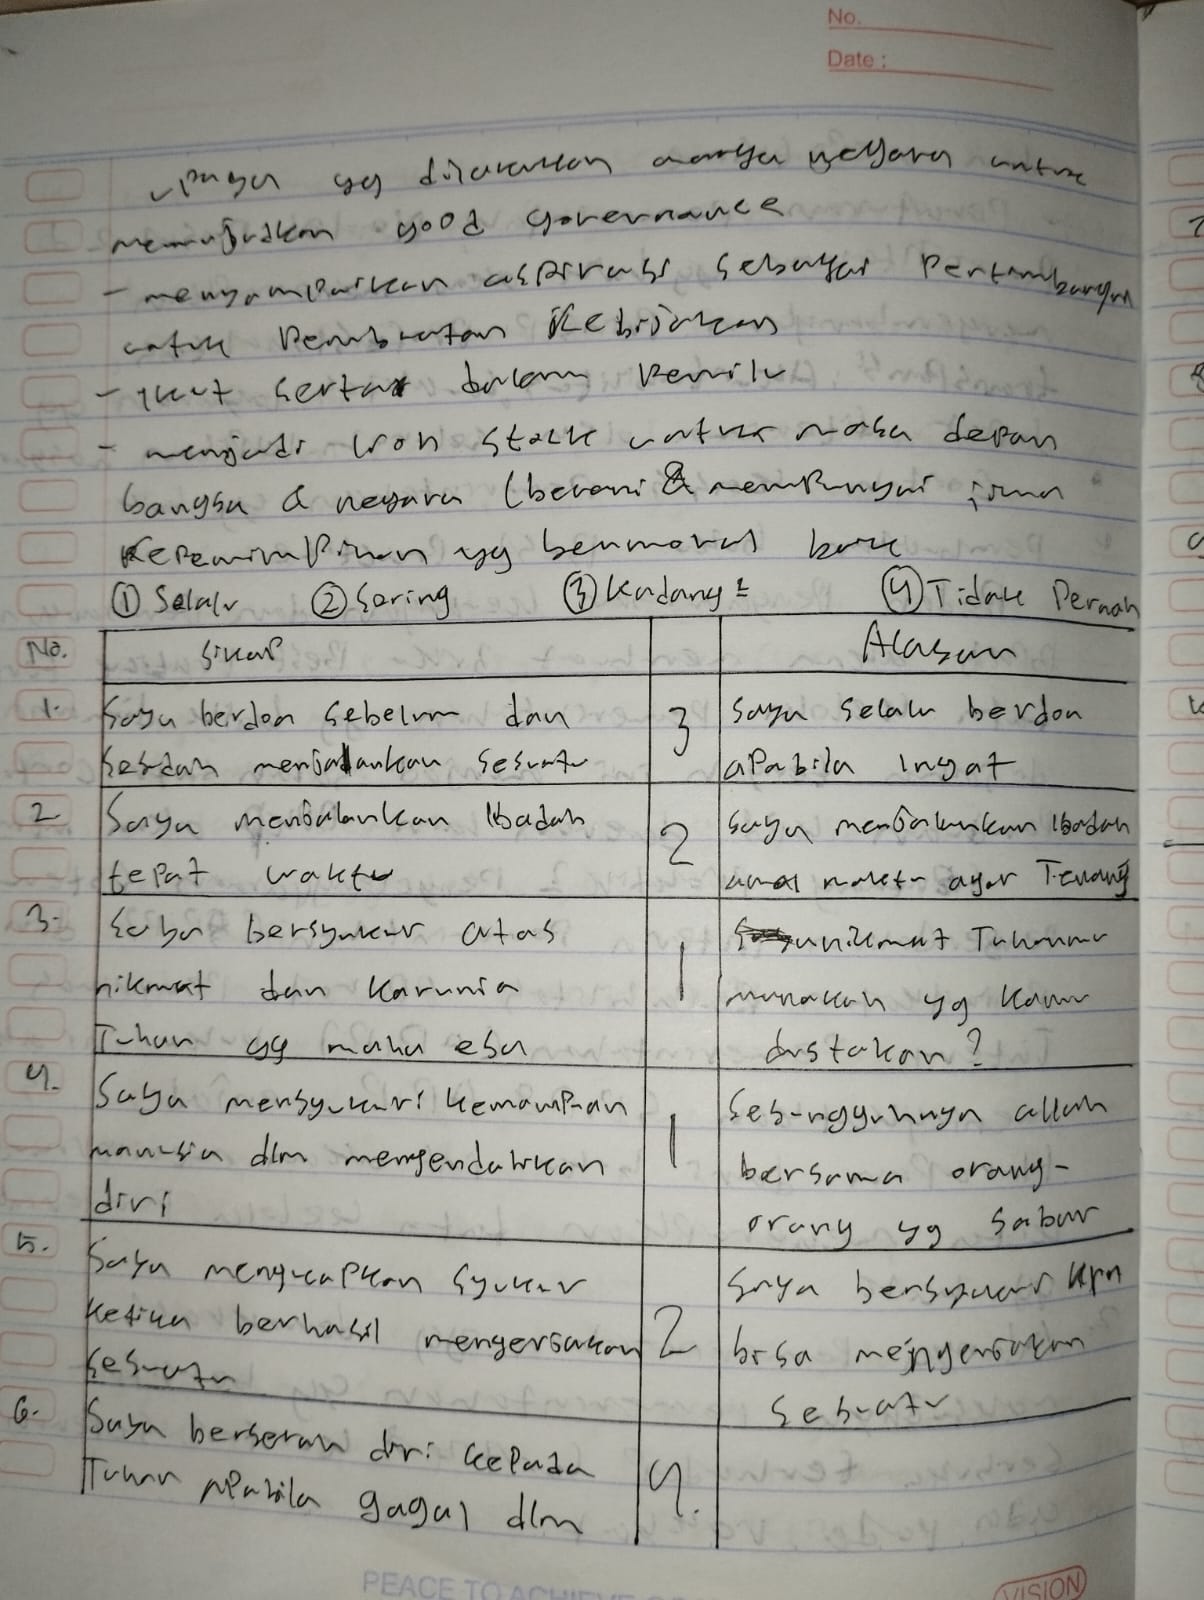 No.
Date :
upaya yg dilakukan warga negara untuk
mewujudkan good governance
- menyampaikan aspirasi sebagai Pertimbangan
untuk Pembuatan Kebijakan
- ikut serta dalam Pemilu
- menjadi iron stock untuk masa depan
bangsa & negara (berani & mempunyai jiwa
Kepemimpinan yg bermoral baik
① Selalu ② Sering ③ Kadang² ④ Tidak Pernah
No. Sikap Alasan
1. Saya berdoa sebelum dan 3 Saya Selalu berdoa
Sesudah menjalankan Sesuatu apabila Ingat
2 Saya menjalankan Ibadah 2 Saya menjalankan Ibadah
tepat waktu awal waktu agar Tenang
3. Saya bersyukur atas 1 nikmat Tuhanmu
nikmat dan Karunia manakah yg Kamu
Tuhan yg maha esa dustakan ?
4. Saya mensyukuri Kemampuan 1 Sesungguhnya allah
manusia dlm mengendalikan bersama orang-
diri orang yg Sabar
5. Saya mengucapkan Syukur 2 Saya bersyukur krn
Ketika berhasil mengerjakan bisa mengerjakan
Sesuatu Sesuatu
6. Saya berserah diri kepada 4.
Tuhan apabila gagal dlm
PEACE TO ACHIEVE
VISION